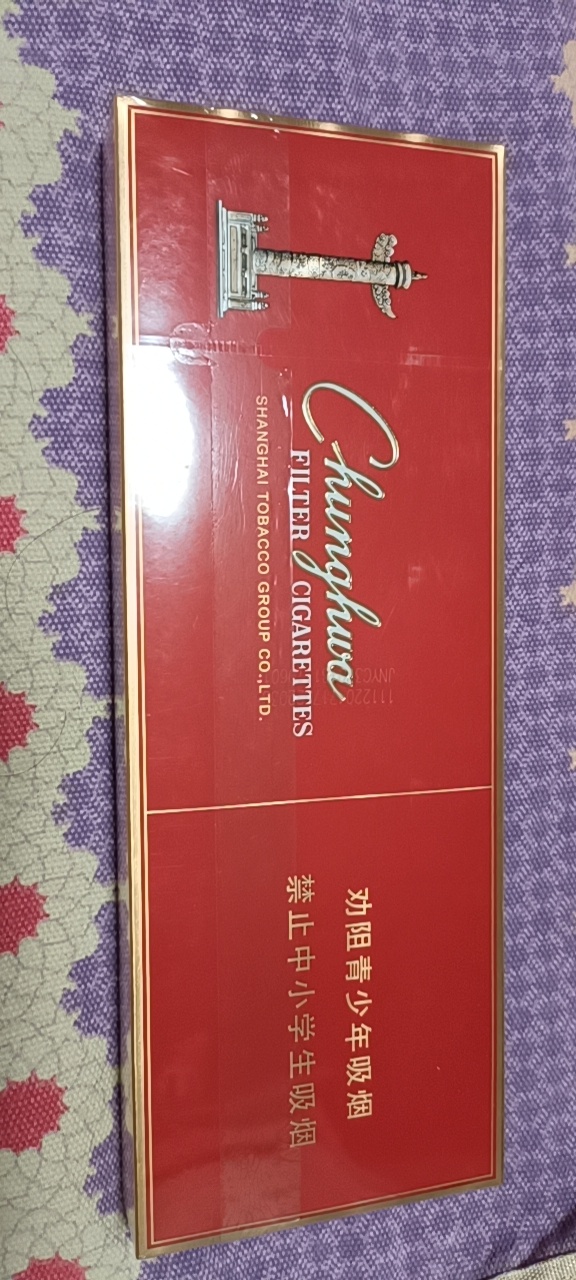 Chunghwa
FILTER CIGARETTES
SHANGHAI TOBACCO GROUP CO.,LTD.
劝阻青少年吸烟
禁止中小学生吸烟